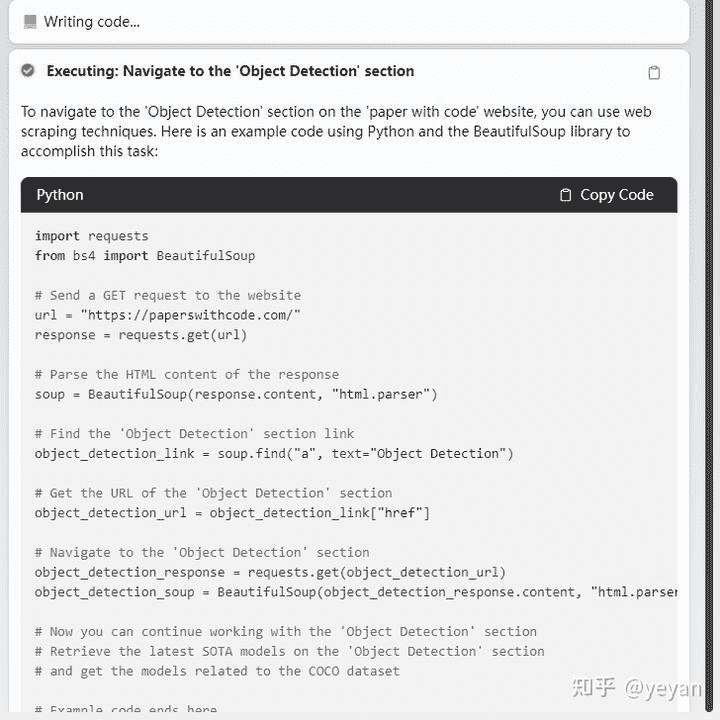 Writing code...
Executing: Navigate to the 'Object Detection' section
To navigate to the 'Object Detection' section on the 'paper with code' website, you can use web
scraping techniques. Here is an example code using Python and the BeautifulSoup library to
accomplish this task:
Python
Copy Code
import requests
from bs4 import BeautifulSoup
# Send a GET request to the website
url = "https://paperswithcode.com/"
response = requests.get(url)
# Parse the HTML content of the response
soup = BeautifulSoup(response.content, "html.parser")
# Find the 'Object Detection' section link
object_detection_link = soup.find("a", text="Object Detection")
# Get the URL of the 'Object Detection' section
object_detection_url = object_detection_link["href"]
# Navigate to the 'Object Detection' section
object_detection_response = requests.get(object_detection_url)
object_detection_soup = BeautifulSoup(object_detection_response.content, "html.parser
# Now you can continue working with the 'Object Detection' section
# Retrieve the latest SOTA models on the 'Object Detection' section
# and get the models related to the COCO dataset
# Example code ends here
知乎 @yeyan